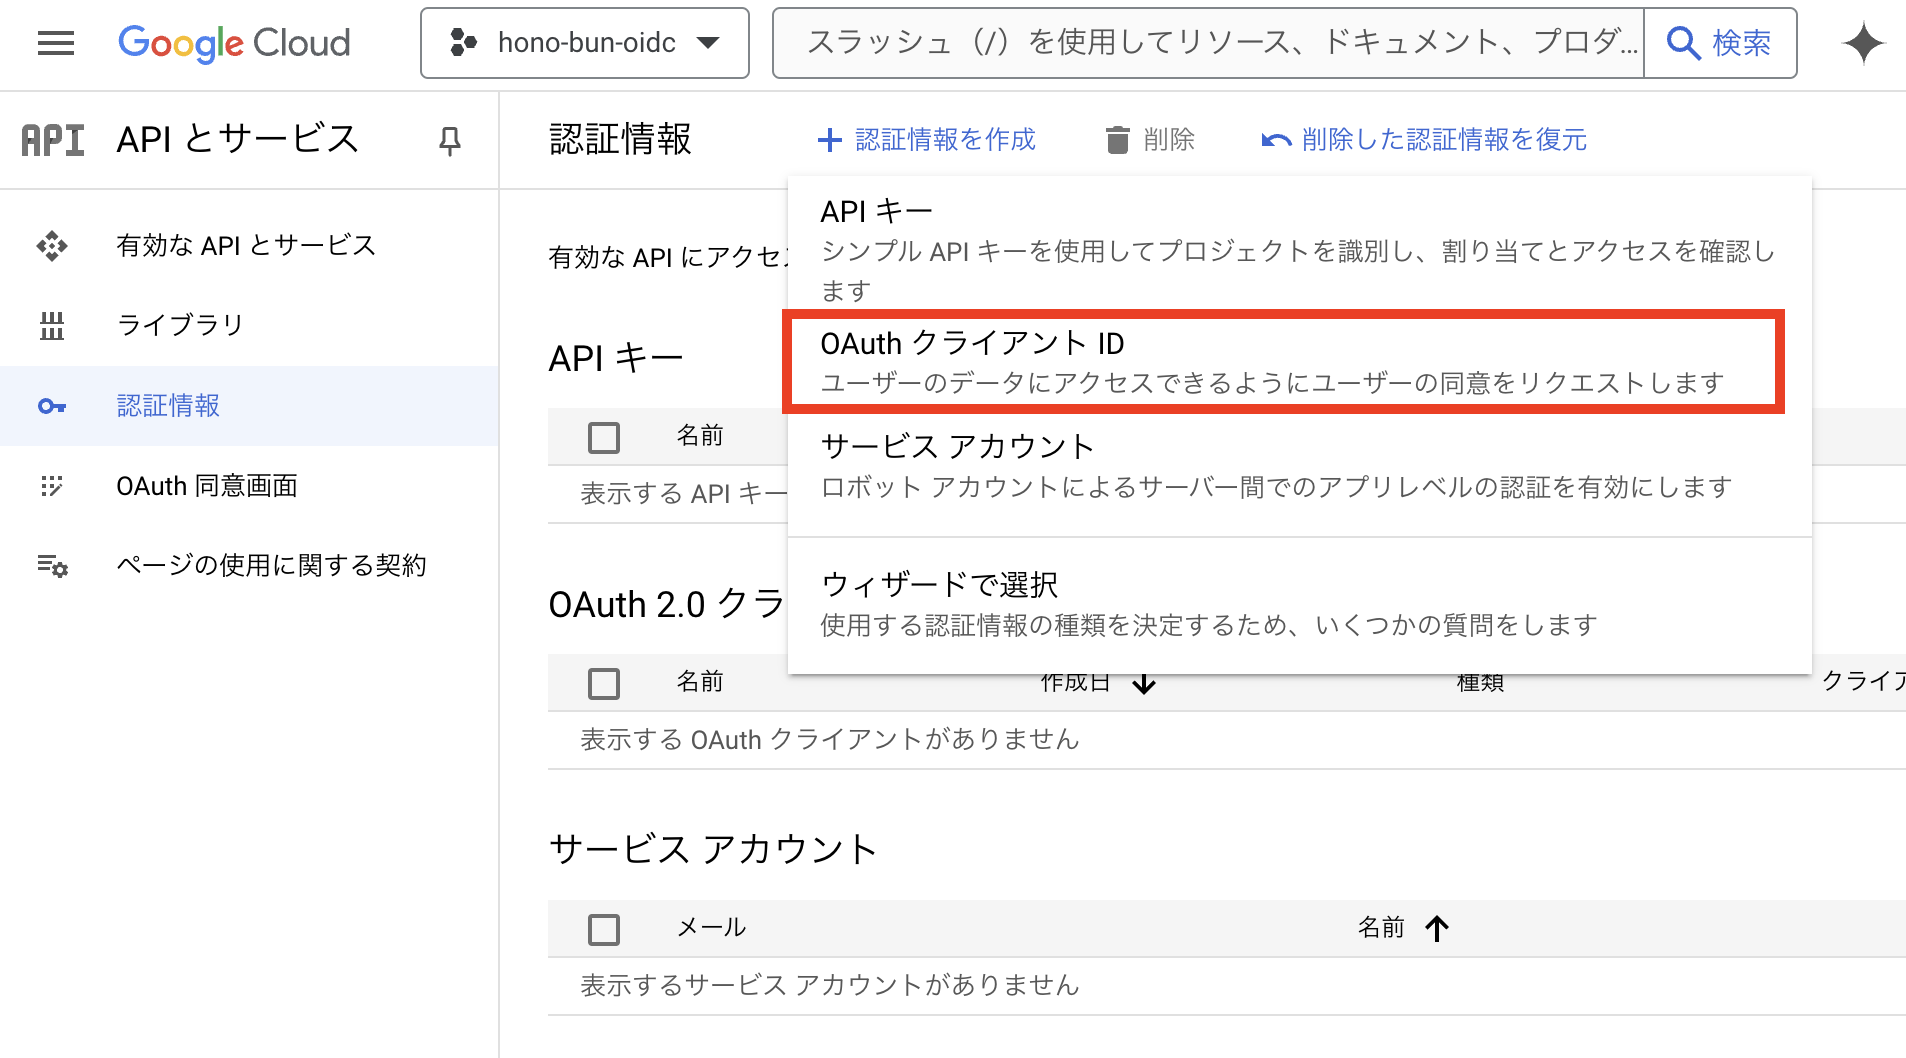 Google Cloud
hono-bun-oidc
スラッシュ（/）を使用してリソース、ドキュメント、プロダ...
検索
API API とサービス
認証情報
認証情報を作成
削除
削除した認証情報を復元
有効な API とサービス
ライブラリ
認証情報
OAuth 同意画面
ページの使用に関する契約
有効な API にアクセス
API キー
シンプル API キーを使用してプロジェクトを識別し、割り当てとアクセスを確認し
ます
OAuth クライアント ID
ユーザーのデータにアクセスできるようにユーザーの同意をリクエストします
サービス アカウント
ロボット アカウントによるサーバー間でのアプリレベルの認証を有効にします
ウィザードで選択
使用する認証情報の種類を決定するため、いくつかの質問をします
API キー
名前
表示する API キー
OAuth 2.0 クラ
名前
作成日
種類
クライア
表示する OAuth クライアントがありません
サービス アカウント
メール
名前
表示するサービス アカウントがありません